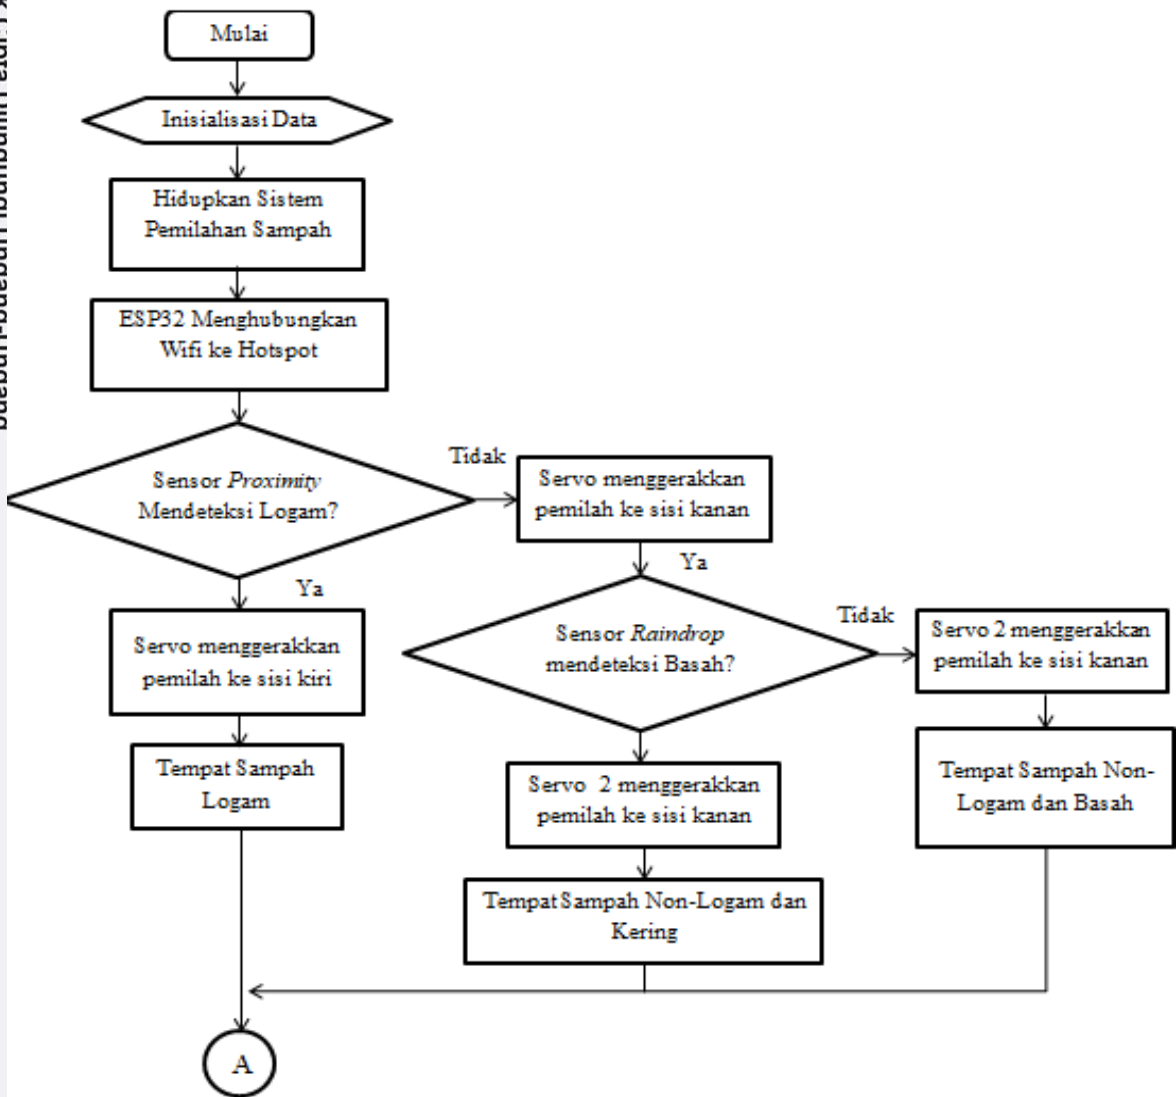 Mulai
Inisialisasi Data
Hidupkan Sistem
Pemilahan Sampah
ESP32 Menghubungkan
Wifi ke Hotspot
Sensor Proximity
Mendeteksi Logam?
Tidak
Servo menggerakkan
pemilah ke sisi kanan
Ya
Ya
Servo menggerakkan
pemilah ke sisi kiri
Sensor Raindrop
mendeteksi Basah?
Tidak
Servo 2 menggerakkan
pemilah ke sisi kanan
Tempat Sampah
Logam
Servo 2 menggerakkan
pemilah ke sisi kanan
Tempat Sampah Non-
Logam dan Basah
Tempat Sampah Non-Logam dan
Kering
A